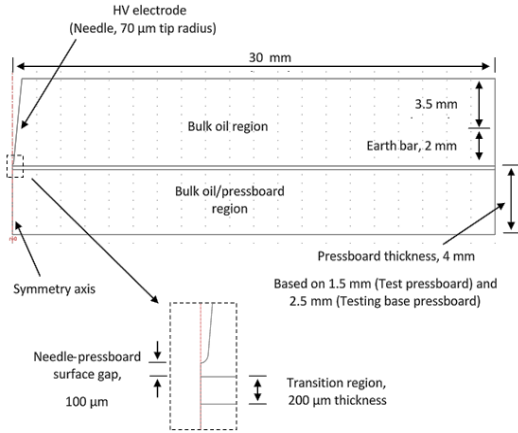 HV electrode
(Needle, 70 µm tip radius)
30 mm
3.5 mm
Bulk oil region
Earth bar, 2 mm
Bulk oil/pressboard
region
Pressboard thickness, 4 mm
Symmetry axis
Based on 1.5 mm (Test pressboard) and
2.5 mm (Testing base pressboard)
Needle-pressboard
surface gap,
100 µm
Transition region,
200 µm thickness